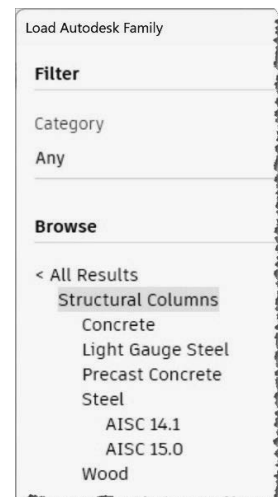 Load Autodesk Family
Filter
Category
Any
Browse
< All Results
Structural Columns
Concrete
Light Gauge Steel
Precast Concrete
Steel
AISC 14.1
AISC 15.0
Wood